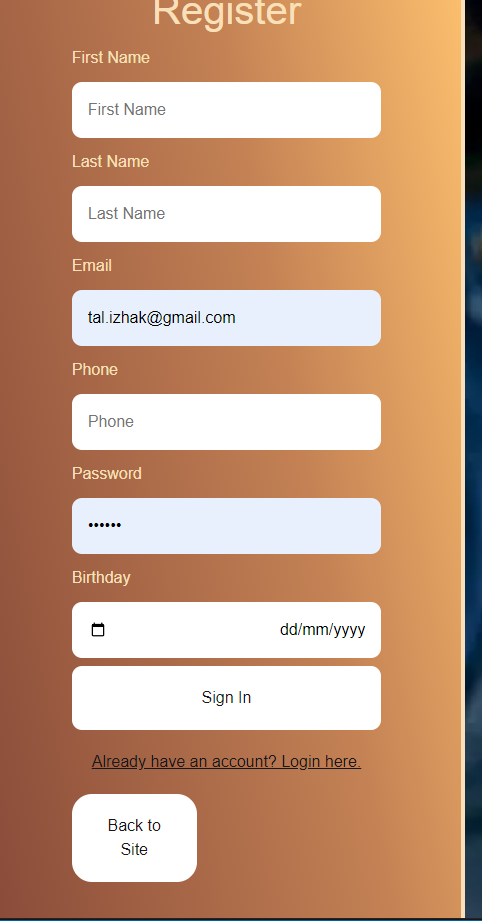 Register
First Name
First Name
Last Name
Last Name
Email
tal.izhak@gmail.com
Phone
Phone
Password
••••••
Birthday
dd/mm/yyyy
Sign In
Already have an account? Login here.
Back to
Site